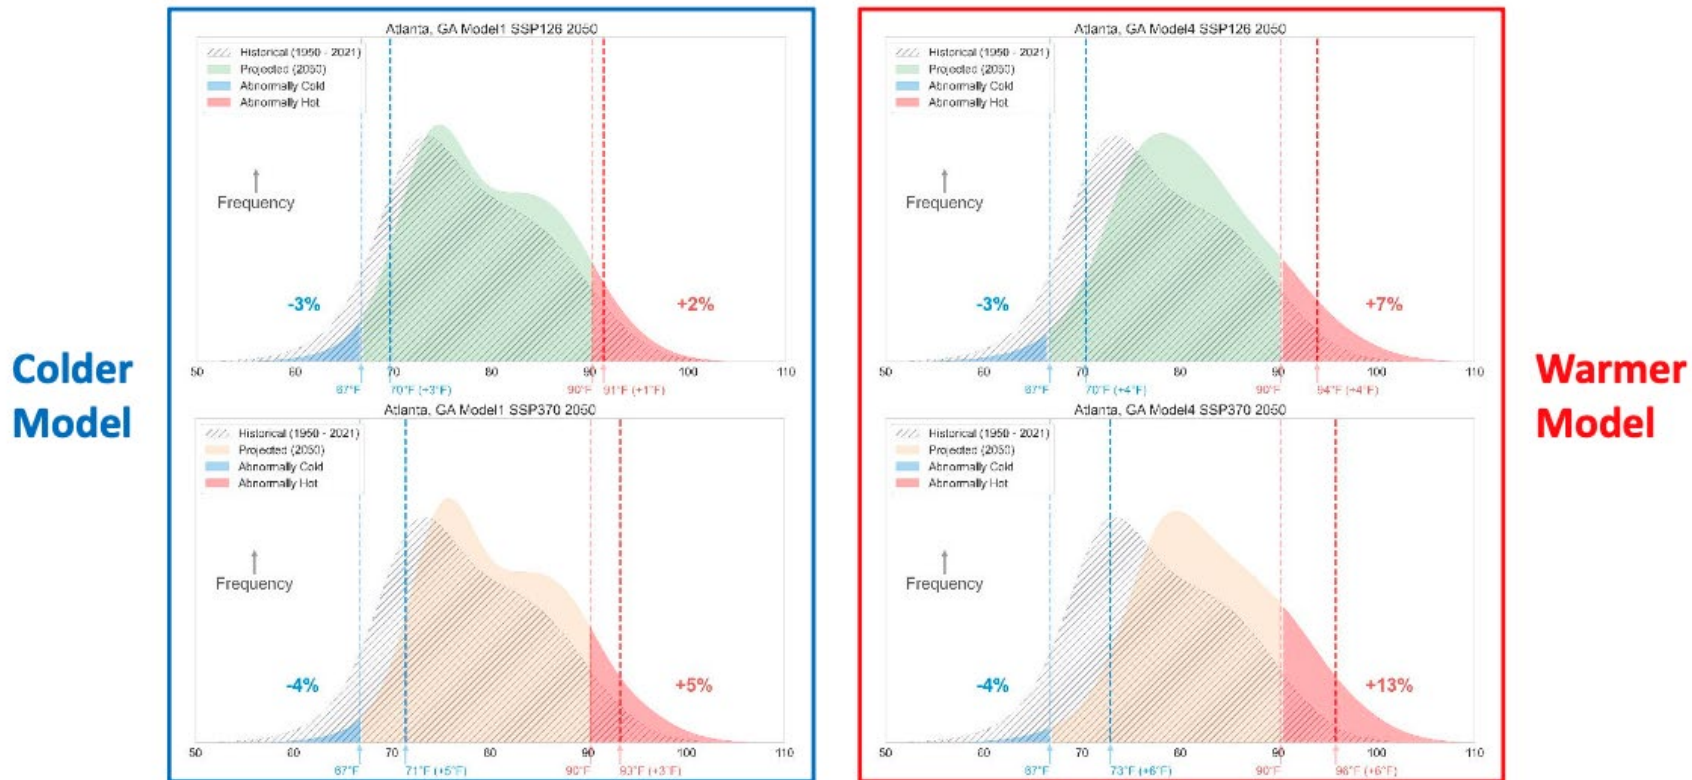 Colder
Model
Atlanta, GA Model1 SSP126 2050
Historical (1950 - 2021)
Projected (2050)
Abnormally Cold
Abnormally Hot
Frequency
-3%
+2%
50 60 70 80 90 100 110
67°F 70°F (+3°F) 90°F 91°F (+1°F)
Atlanta, GA Model1 SSP370 2050
Historical (1950 - 2021)
Projected (2050)
Abnormally Cold
Abnormally Hot
Frequency
-4%
+5%
50 60 70 80 90 100 110
67°F 71°F (+5°F) 90°F 93°F (+3°F)
Atlanta, GA Model4 SSP126 2050
Historical (1950 - 2021)
Projected (2050)
Abnormally Cold
Abnormally Hot
Frequency
-3%
+7%
50 60 70 80 90 100 110
67°F 70°F (+4°F) 90°F 94°F (+4°F)
Atlanta, GA Model4 SSP370 2050
Historical (1950 - 2021)
Projected (2050)
Abnormally Cold
Abnormally Hot
Frequency
-4%
+13%
50 60 70 80 90 100 110
67°F 73°F (+6°F) 90°F 96°F (+6°F)
Warmer
Model